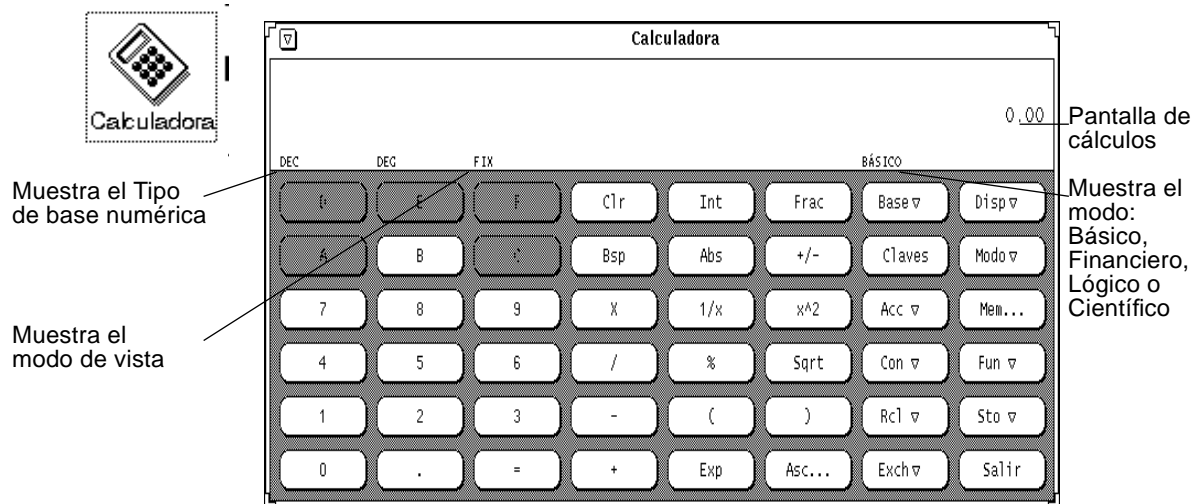 Calculadora
Calculadora
0.00
Pantalla de
cálculos
DEC DEG FIX BÁSICO
Muestra el Tipo
de base numérica
Muestra el
modo:
Básico,
Financiero,
Lógico o
Científico
Muestra el
modo de vista
D E F Clr Int Frac Base Disp
A B C Bsp Abs +/- Claves Modo
7 8 9 X 1/x x^2 Acc Mem...
4 5 6 / % Sqrt Con Fun
1 2 3 - ( ) Rcl Sto
0 . = + Exp Asc... Exch Salir